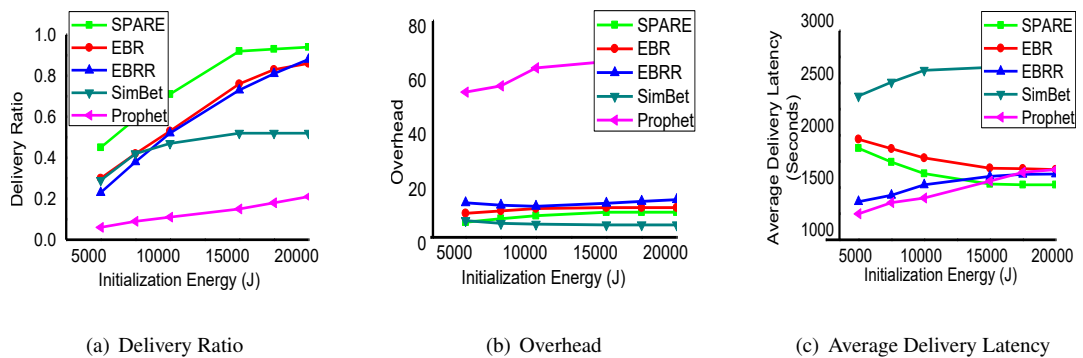 SPARE
EBR
EBRR
SimBet
Prophet
1.0
0.8
0.6
0.4
0.2
0.0
Delivery Ratio
5000 10000 15000 20000
Initialization Energy (J)
(a) Delivery Ratio
SPARE
EBR
EBRR
SimBet
Prophet
80
60
40
20
0
Overhead
5000 10000 15000 20000
Initialization Energy (J)
(b) Overhead
SPARE
EBR
EBRR
SimBet
Prophet
3000
2500
2000
1500
1000
Average Delivery Latency
(Seconds)
5000 10000 15000 20000
Initialization Energy (J)
(c) Average Delivery Latency